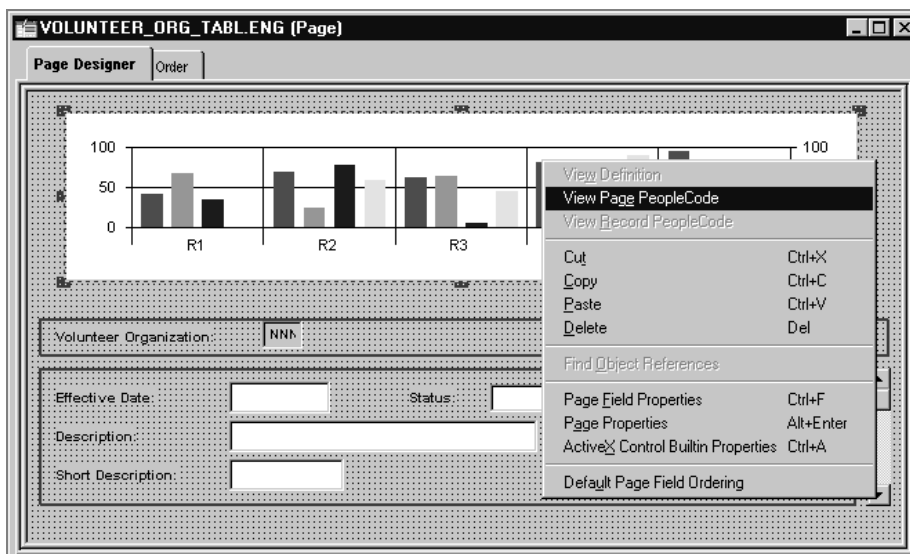 VOLUNTEER_ORG_TABL.ENG (Page)
Page Designer Order
100 100
50
0
R1 R2 R3
View Definition
View Page PeopleCode
View Record PeopleCode
Cut Ctrl+X
Copy Ctrl+C
Paste Ctrl+V
Delete Del
Find Object References
Page Field Properties Ctrl+F
Page Properties Alt+Enter
ActiveX Control Builtin Properties Ctrl+A
Default Page Field Ordering
Volunteer Organization: NNN
Effective Date: Status:
Description:
Short Description: